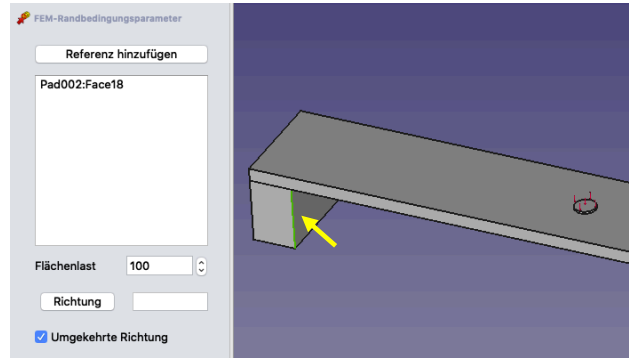 FEM-Randbedingungsparameter
Referenz hinzufügen
Pad002:Face18
Flächenlast 100
Richtung
Umgekehrte Richtung